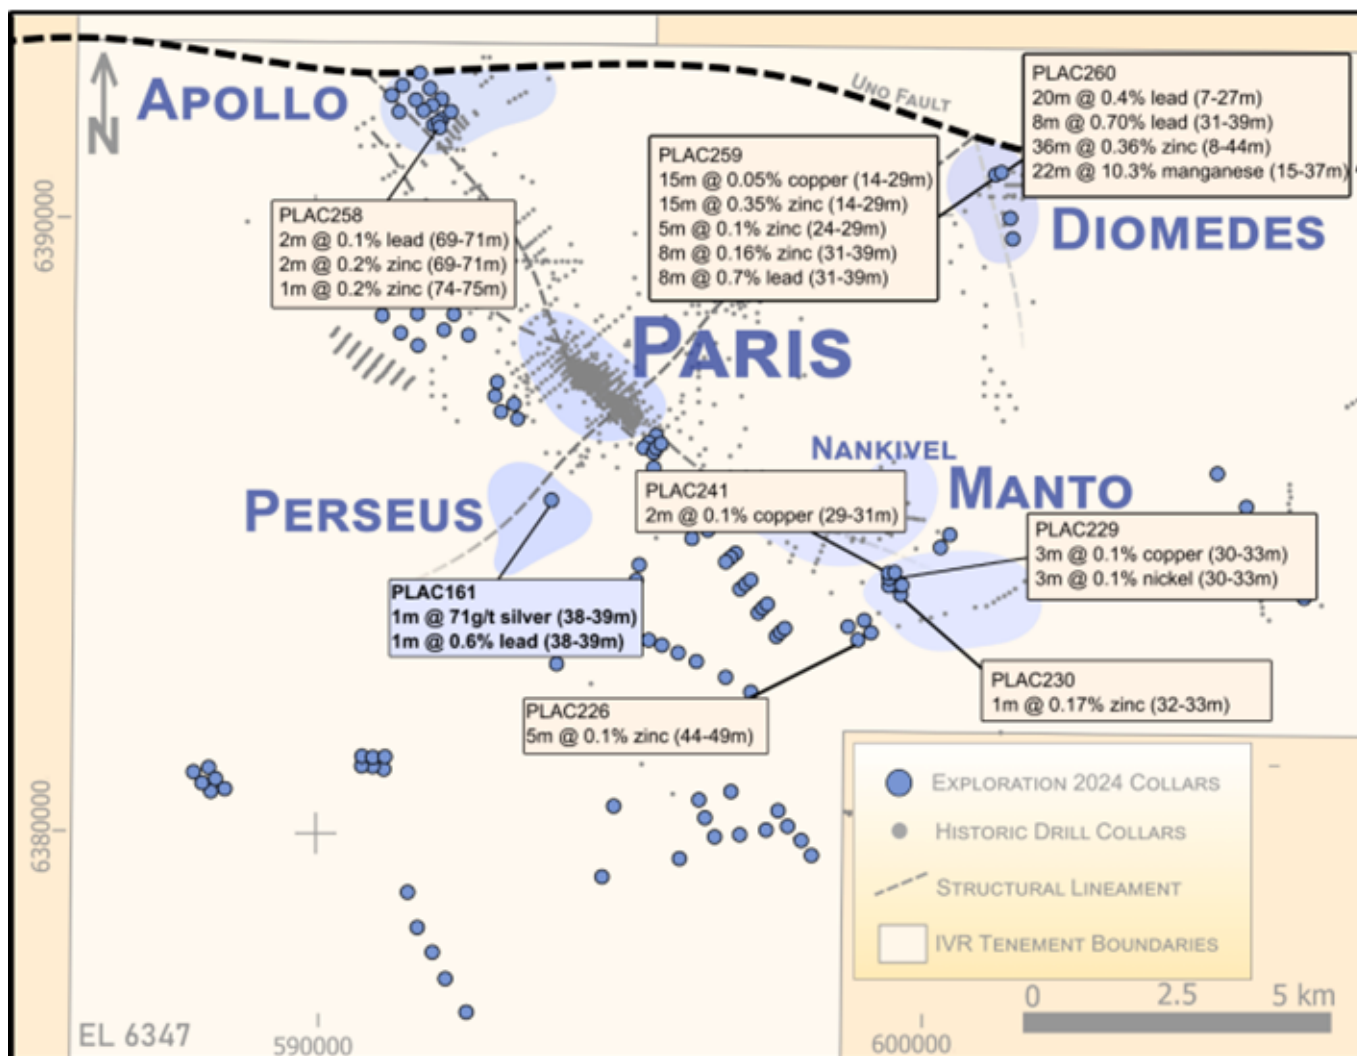 APOLLO
N
UNO FAULT
PLAC260
20m @ 0.4% lead (7-27m)
8m @ 0.70% lead (31-39m)
36m @ 0.36% zinc (8-44m)
22m @ 10.3% manganese (15-37m)
PLAC259
15m @ 0.05% copper (14-29m)
15m @ 0.35% zinc (14-29m)
5m @ 0.1% zinc (24-29m)
8m @ 0.16% zinc (31-39m)
8m @ 0.7% lead (31-39m)
6390000
PLAC258
2m @ 0.1% lead (69-71m)
2m @ 0.2% zinc (69-71m)
1m @ 0.2% zinc (74-75m)
DIOMEDES
PARIS
NANKIVEL
MANTO
PERSEUS
PLAC241
2m @ 0.1% copper (29-31m)
PLAC229
3m @ 0.1% copper (30-33m)
3m @ 0.1% nickel (30-33m)
PLAC161
1m @ 71g/t silver (38-39m)
1m @ 0.6% lead (38-39m)
PLAC230
1m @ 0.17% zinc (32-33m)
PLAC226
5m @ 0.1% zinc (44-49m)
6380000
EXPLORATION 2024 COLLARS
HISTORIC DRILL COLLARS
STRUCTURAL LINEAMENT
IVR TENEMENT BOUNDARIES
0 2.5 5 km
EL 6347
590000
600000